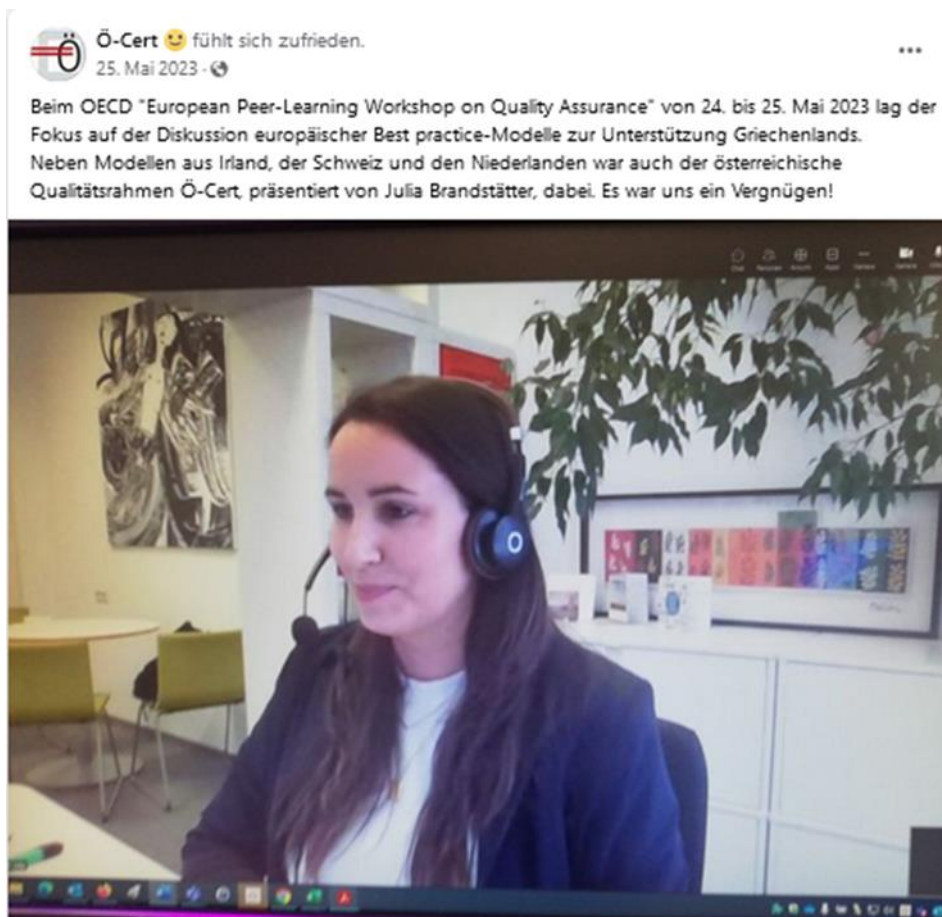 Ö-Cert 🙂 fühlt sich zufrieden.
25. Mai 2023 ·
Beim OECD "European Peer-Learning Workshop on Quality Assurance" von 24. bis 25. Mai 2023 lag der
Fokus auf der Diskussion europäischer Best practice-Modelle zur Unterstützung Griechenlands.
Neben Modellen aus Irland, der Schweiz und den Niederlanden war auch der österreichische
Qualitätsrahmen Ö-Cert, präsentiert von Julia Brandstätter, dabei. Es war uns ein Vergnügen!